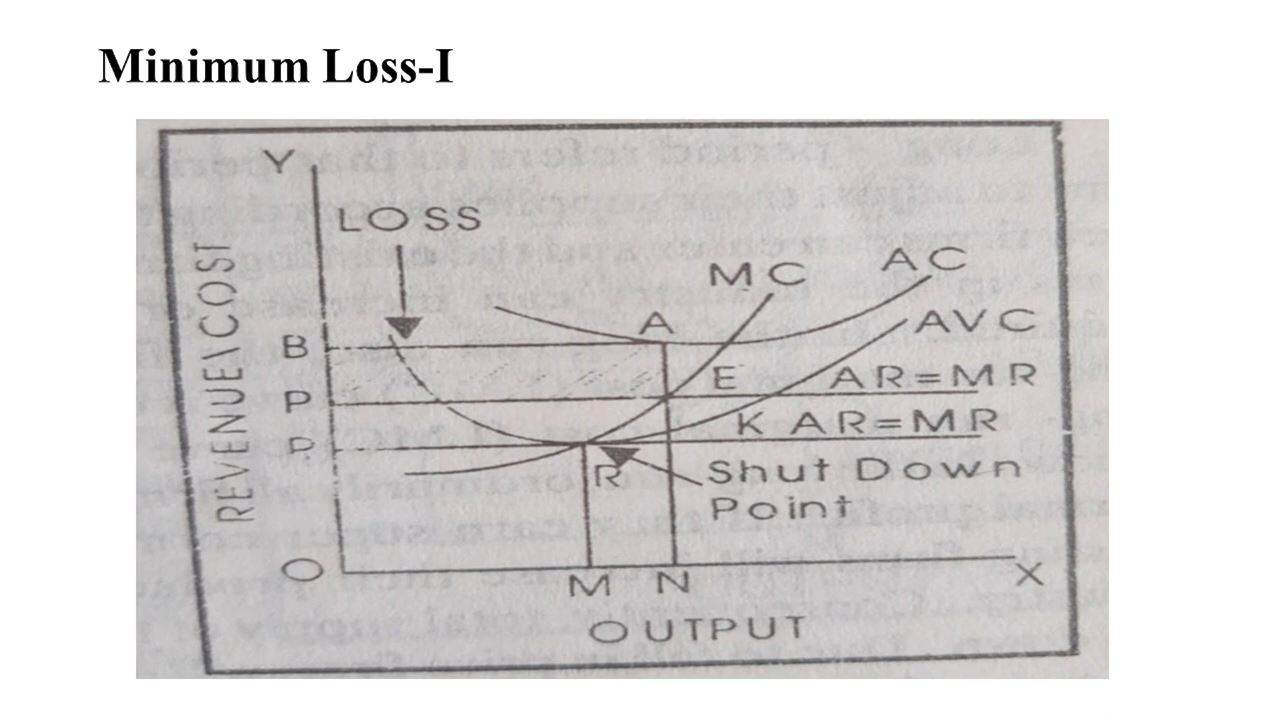 Minimum Loss-I
Y
LOSS
REVENUE\COST
MC
AC
A
AVC
B
E
AR=MR
P
K AR=MR
P
R
Shut Down
Point
O
M
N
X
OUTPUT